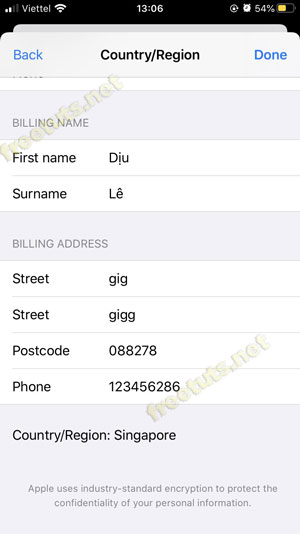 Viettel 13:06 54%
Back Country/Region Done
freetuts.net
BILLING NAME
First name Dịu
Surname Lê
BILLING ADDRESS
Street gig
Street gigg
Postcode 088278
Phone 123456286
freetuts.net
Country/Region: Singapore
Apple uses industry-standard encryption to protect the
confidentiality of your personal information.